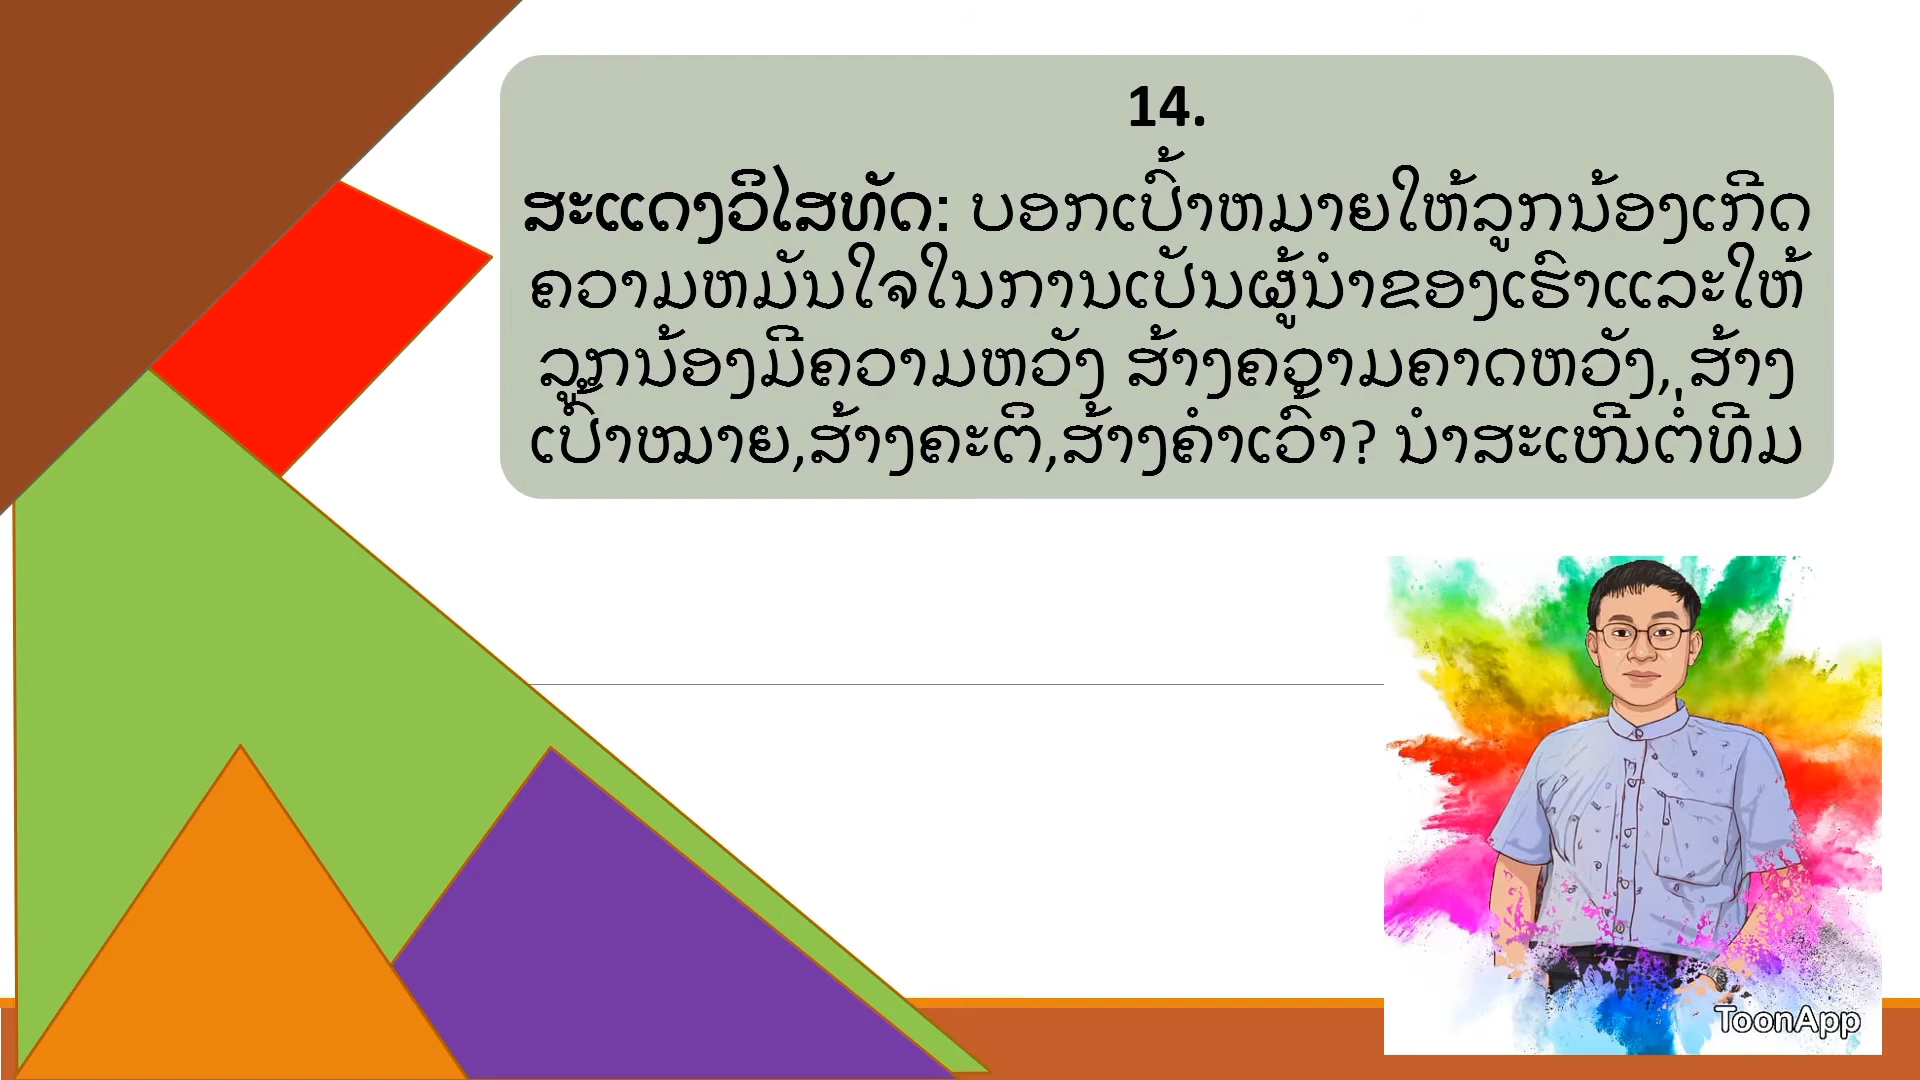 14.
ສະແດງວິໄສທັດ: ບອກເປົ້າຫມາຍໃຫ້ລູກນ້ອງເກີດ
ຄວາມຫມັນໃຈໃນການເປັນຜູ້ນຳຂອງເຮົາແລະໃຫ້
ລູກນ້ອງມີຄວາມຫວັງ ສ້າງຄວາມຄາດຫວັງ,ສ້າງ
ເປົ້າໝາຍ,ສ້າງຄະຕິ,ສ້າງຄຳເວົ້າ? ນຳສະເໜີຕໍ່ທີມ
ToonApp